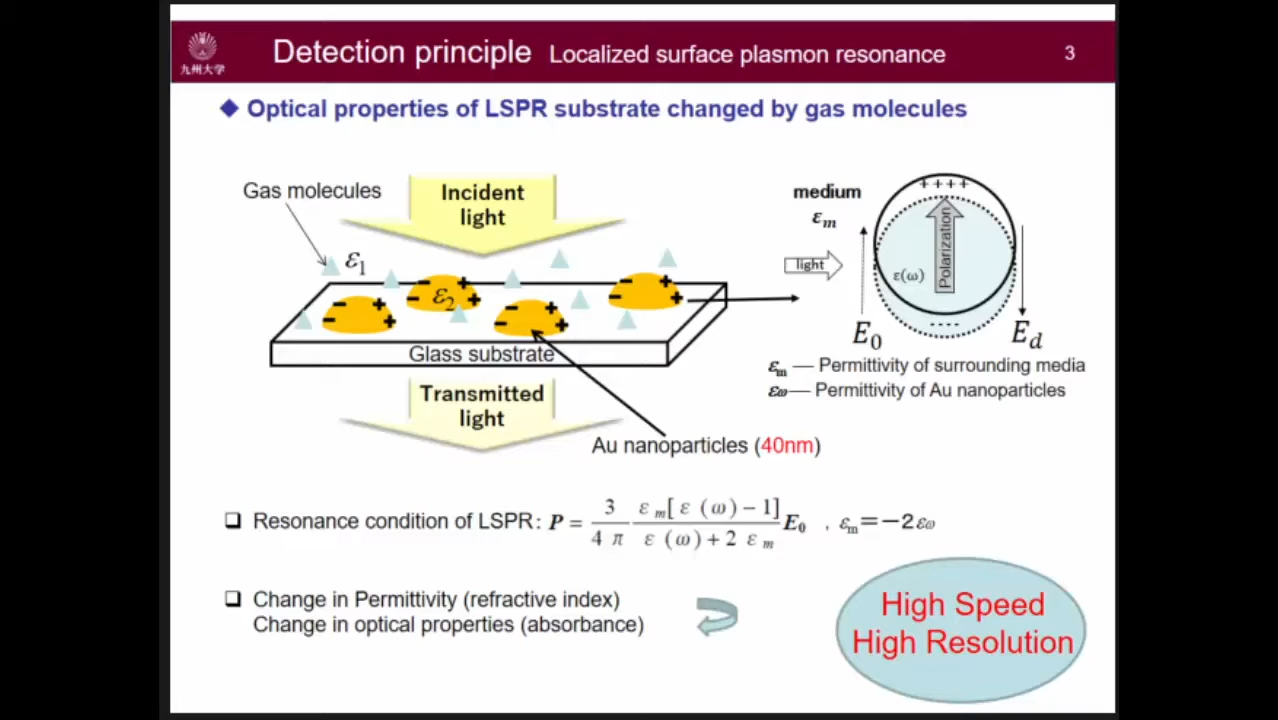 九州大学
Detection principle Localized surface plasmon resonance
3
Optical properties of LSPR substrate changed by gas molecules
Gas molecules
Incident
light
ε1
ε2
Glass substrate
Transmitted
light
Au nanoparticles (40nm)
medium
εm
light
++++
Polarization
ε(ω)
----
E0
Ed
εm — Permittivity of surrounding media
εω— Permittivity of Au nanoparticles
Resonance condition of LSPR: P = 3/4π εm[ε(ω)−1]/ε(ω)+2εm E0 , εm=−2εω
Change in Permittivity (refractive index)
Change in optical properties (absorbance)
High Speed
High Resolution